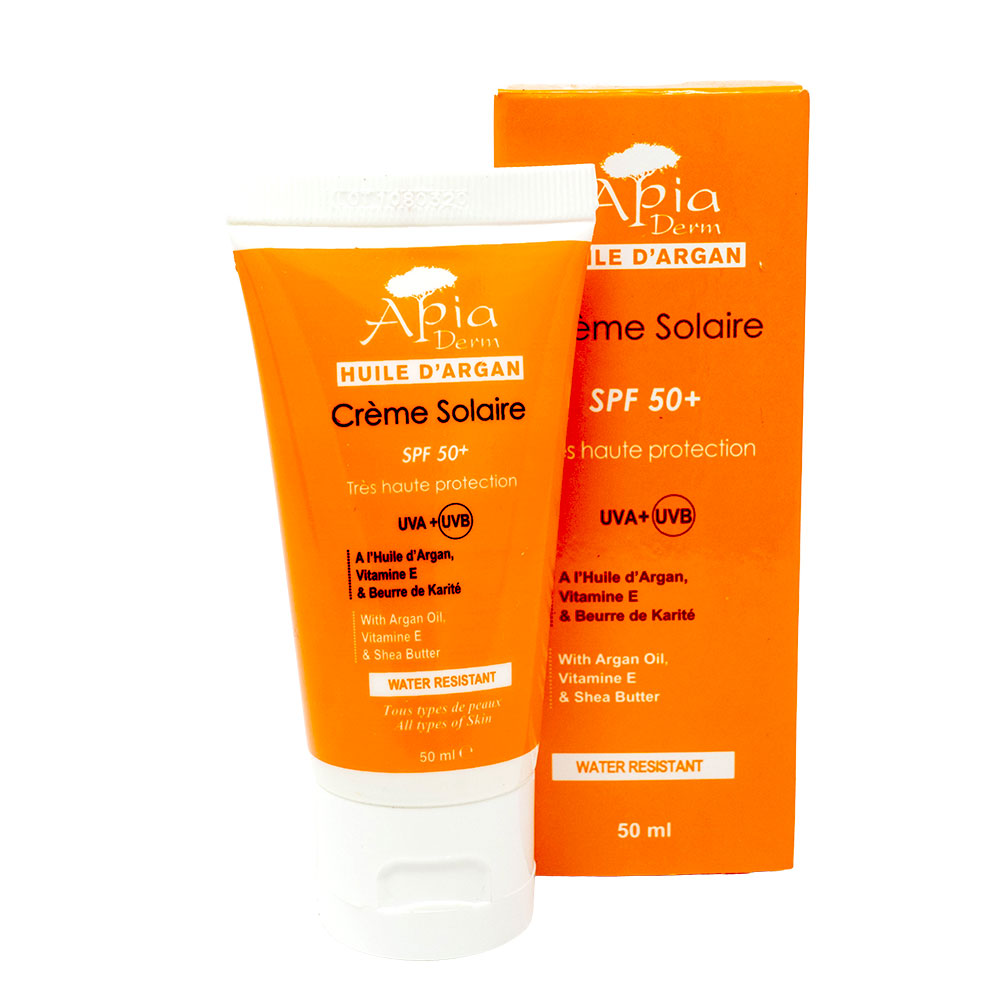 Apia
Derm
HUILE D'ARGAN
Crème Solaire
SPF 50+
Très haute protection
UVA + UVB
A l'Huile d'Argan,
Vitamine E
& Beurre de Karité
With Argan Oil,
Vitamine E
& Shea Butter
WATER RESISTANT
Tous types de peaux
All types of Skin
50 ml
Apia
Derm
ILE D'ARGAN
ème Solaire
SPF 50+
s haute protection
UVA+ UVB
A l'Huile d'Argan,
Vitamine E
& Beurre de Karité
With Argan Oil,
Vitamine E
& Shea Butter
WATER RESISTANT
50 ml